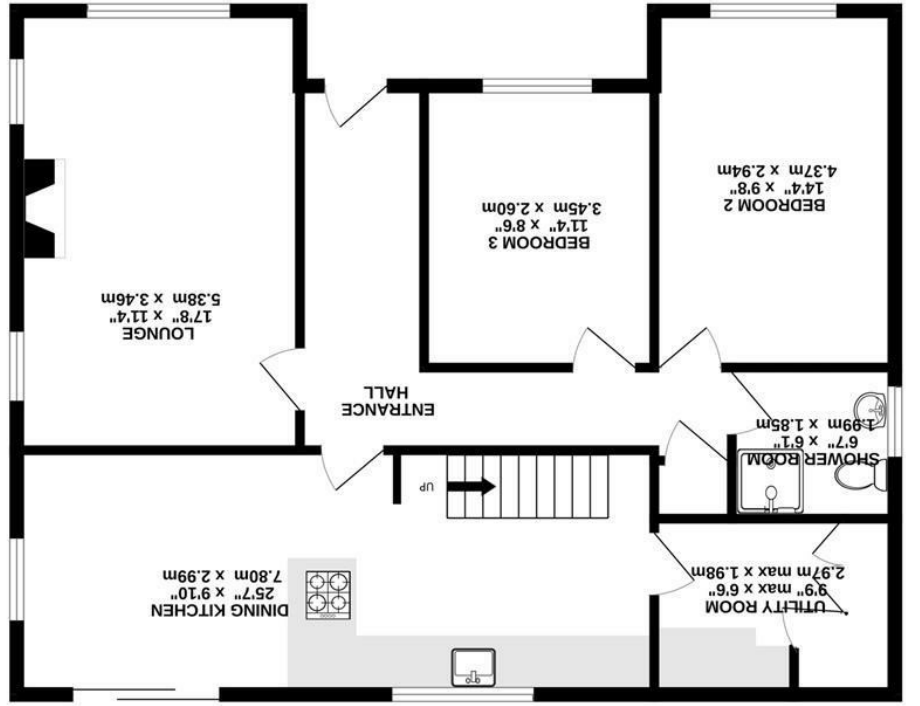 UTILITY ROOM
9'9" max x 6'6"
2.97m max x 1.98m
DINING KITCHEN
25'7" x 9'10"
7.80m x 2.99m
UP
SHOWER ROOM
6'7" x 6'1"
1.99m x 1.85m
ENTRANCE
HALL
LOUNGE
17'8" x 11'4"
5.38m x 3.46m
BEDROOM 3
11'4" x 8'6"
3.45m x 2.60m
BEDROOM 2
14'4" x 9'8"
4.37m x 2.94m